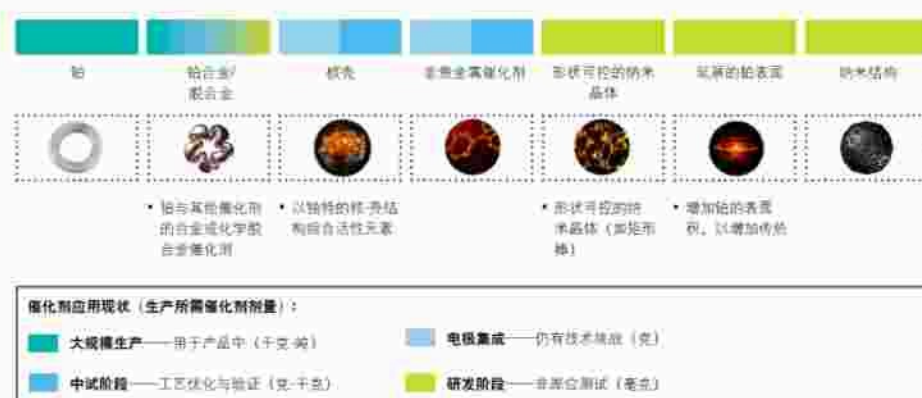 铂
铂合金/
脱合金
核壳
非贵金属催化剂
形状可控的纳米
晶体
拓展的铂表面
纳米结构
• 铂与其他催化剂
的合金或化学脱
合金催化剂
• 以独特的核-壳结
构结合活性元素
• 形状可控的纳
米晶体（如矩形
棒）
• 增加铂的表面
积，以增加传热
催化剂应用现状（生产所需催化剂剂量）：
大规模生产——用于产品中（千克-吨）
电极集成——仍有技术挑战（克）
中试阶段——工艺优化与验证（克-千克）
研发阶段——非原位测试（毫克）